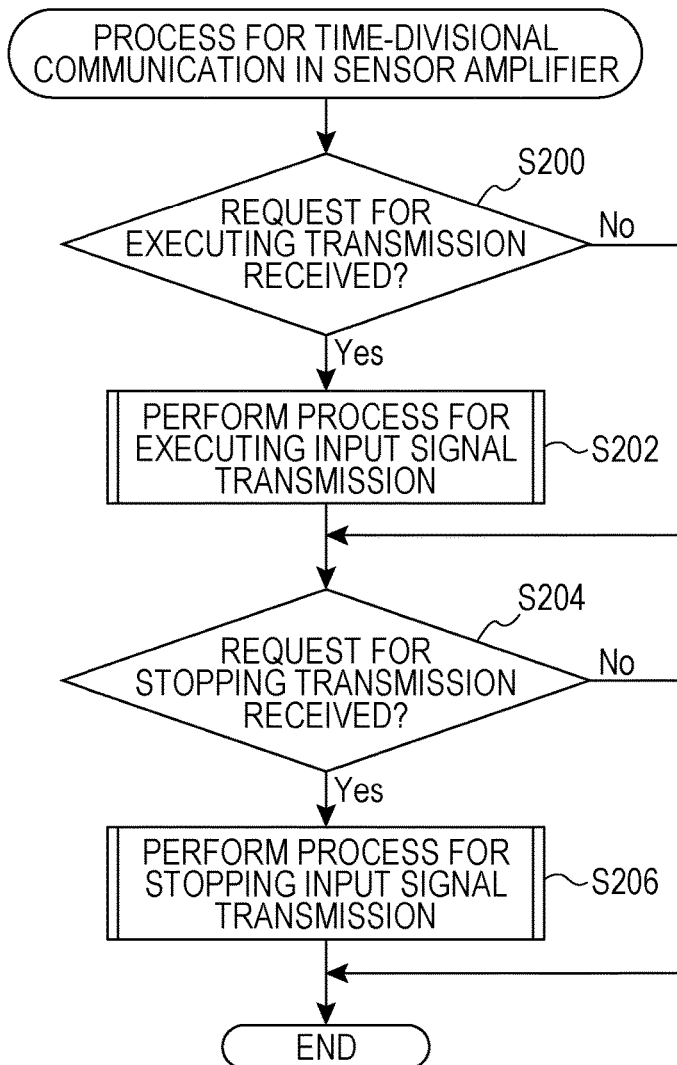 PROCESS FOR TIME-DIVISIONAL
COMMUNICATION IN SENSOR AMPLIFIER
S200
REQUEST FOR
EXECUTING TRANSMISSION
RECEIVED?
No
Yes
PERFORM PROCESS FOR
EXECUTING INPUT SIGNAL
TRANSMISSION
S202
S204
REQUEST FOR
STOPPING TRANSMISSION
RECEIVED?
No
Yes
PERFORM PROCESS FOR
STOPPING INPUT SIGNAL
TRANSMISSION
S206
END